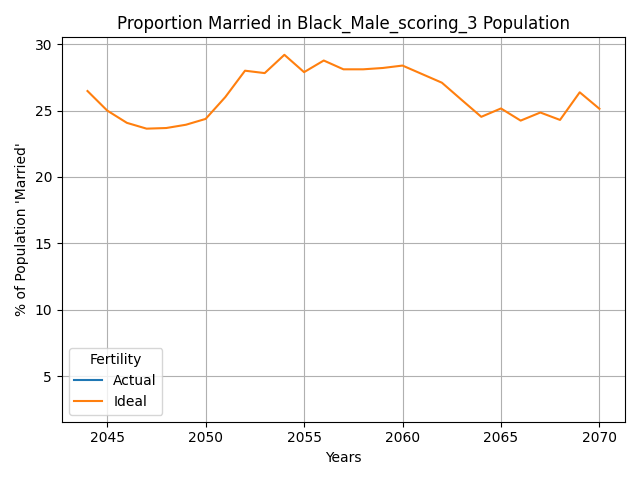 Proportion Married in Black_Male_scoring_3 Population
% of Population 'Married'
30
25
20
15
10
5
Fertility
Actual
Ideal
2045 2050 2055 2060 2065 2070
Years